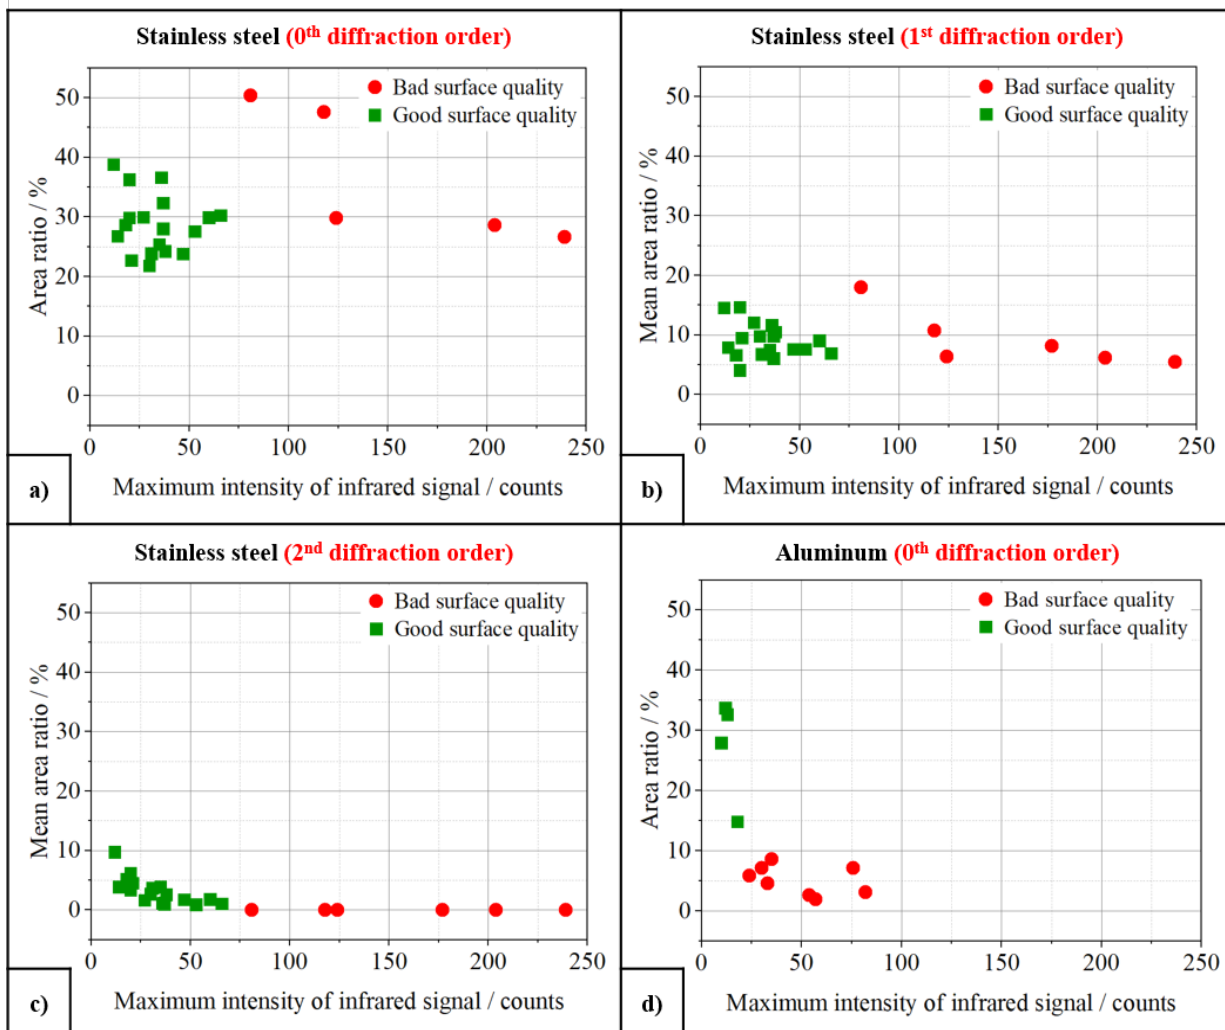 Stainless steel (0th diffraction order)
Bad surface quality
Good surface quality
Area ratio / %
50
40
30
20
10
0
0 50 100 150 200 250
Maximum intensity of infrared signal / counts
a)
Stainless steel (1st diffraction order)
Bad surface quality
Good surface quality
Mean area ratio / %
50
40
30
20
10
0
0 50 100 150 200 250
Maximum intensity of infrared signal / counts
b)
Stainless steel (2nd diffraction order)
Bad surface quality
Good surface quality
Mean area ratio / %
50
40
30
20
10
0
0 50 100 150 200 250
Maximum intensity of infrared signal / counts
c)
Aluminum (0th diffraction order)
Bad surface quality
Good surface quality
Area ratio / %
50
40
30
20
10
0
0 50 100 150 200 250
Maximum intensity of infrared signal / counts
d)